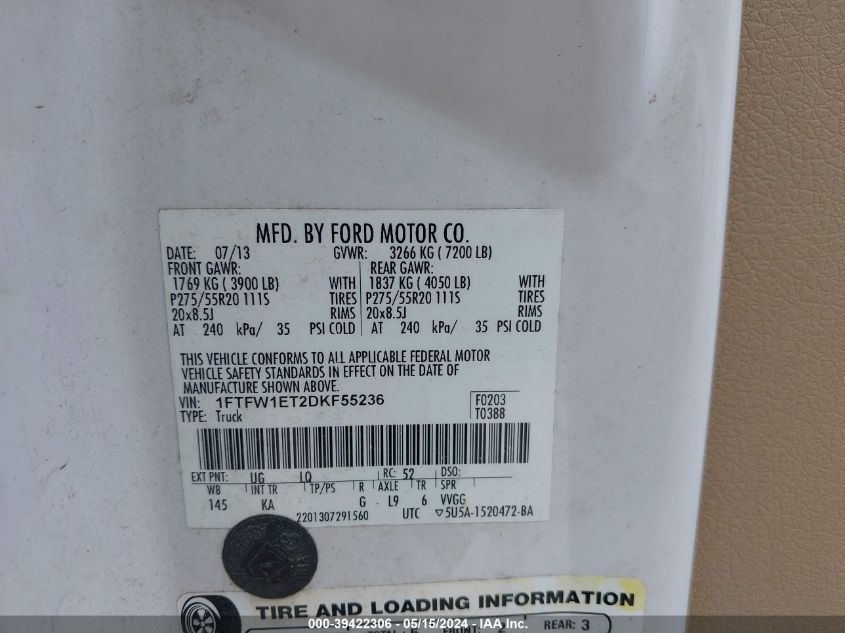 MFD. BY FORD MOTOR CO.
DATE: 07/13 GVWR: 3266 KG ( 7200 LB)
FRONT GAWR: REAR GAWR:
1769 KG ( 3900 LB) WITH 1837 KG ( 4050 LB) WITH
P275/55R20 111S TIRES P275/55R20 111S TIRES
20x8.5J RIMS 20x8.5J RIMS
AT 240 kPa/ 35 PSI COLD AT 240 kPa/ 35 PSI COLD
THIS VEHICLE CONFORMS TO ALL APPLICABLE FEDERAL MOTOR
VEHICLE SAFETY STANDARDS IN EFFECT ON THE DATE OF
MANUFACTURE SHOWN ABOVE.
VIN: 1FTFW1ET2DKF55236 F0203
TYPE: Truck T0388
EXT PNT: UG LQ RC: 52 DSO:
WB INT TR TP/PS R AXLE TR SPR
145 KA G L9 6 VVGG
2201307291560 UTC ▽5U5A-1520472-BA
TIRE AND LOADING INFORMATION
TOTAL: 5 FRONT: 2 REAR: 3
000-39422306 - 05/15/2024 - IAA Inc.